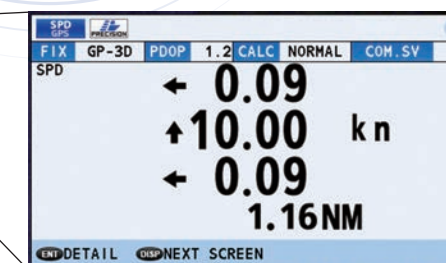 SPD
GPS
PRECISION
FIX GP-3D PDOP 1.2 CALC NORMAL COM.SV
SPD
← 0.09
↑10.00 kn
← 0.09
1.16NM
ENT DETAIL DISP NEXT SCREEN